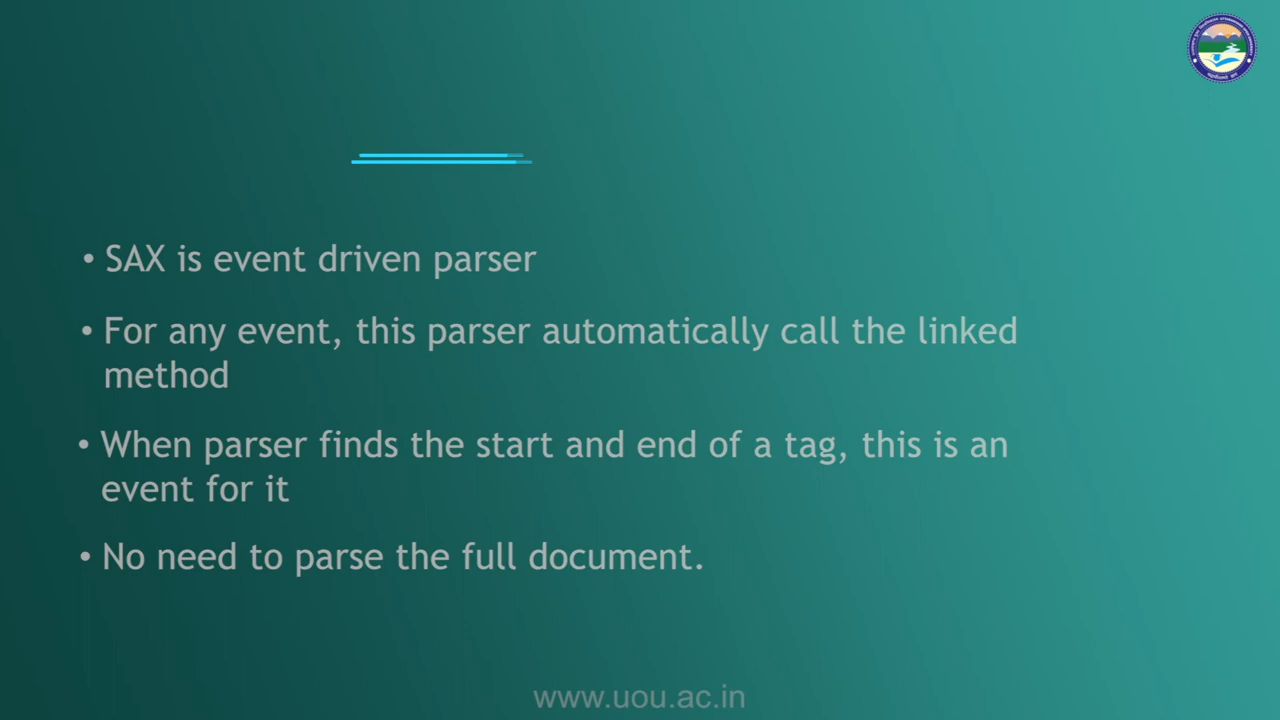 • SAX is event driven parser
• For any event, this parser automatically call the linked
method
• When parser finds the start and end of a tag, this is an
event for it
• No need to parse the full document.
www.uou.ac.in